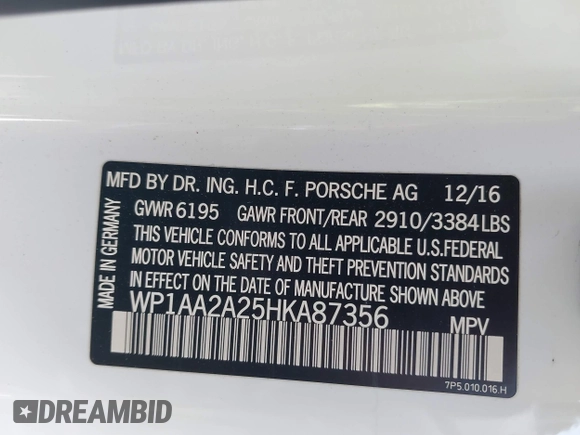 MFD BY DR. ING. H.C. F. PORSCHE AG 12/16
GVWR 6195 GAWR FRONT/REAR 2910/3384 LBS
THIS VEHICLE CONFORMS TO ALL APPLICABLE U.S.FEDERAL
MOTOR VEHICLE SAFETY AND THEFT PREVENTION STANDARDS
IN EFFECT ON THE DATE OF MANUFACTURE SHOWN ABOVE
WP1AA2A25HKA87356 MPV
MADE IN GERMANY
7P5.010.016.H
DREAMBID